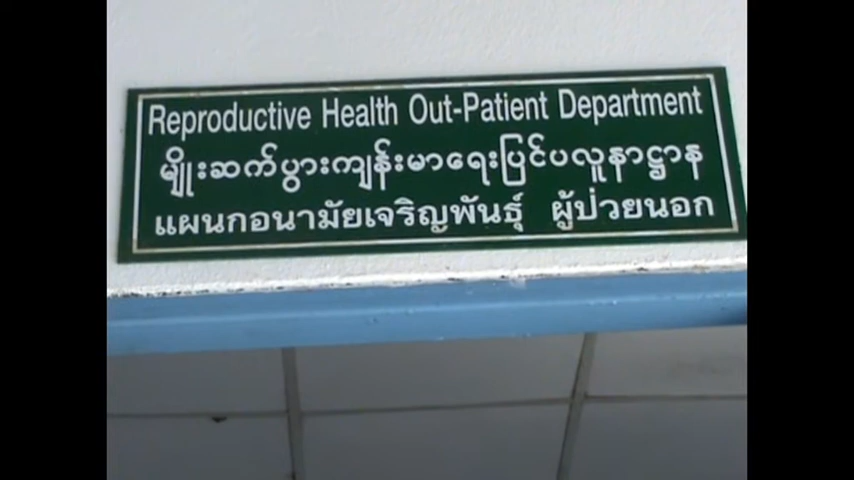 Reproductive Health Out-Patient Department
မျိုးဆက်ပွားကျန်းမာရေးပြင်ပလူနာဌာန
แผนกอนามัยเจริญพันธุ์ ผู้ป่วยนอก